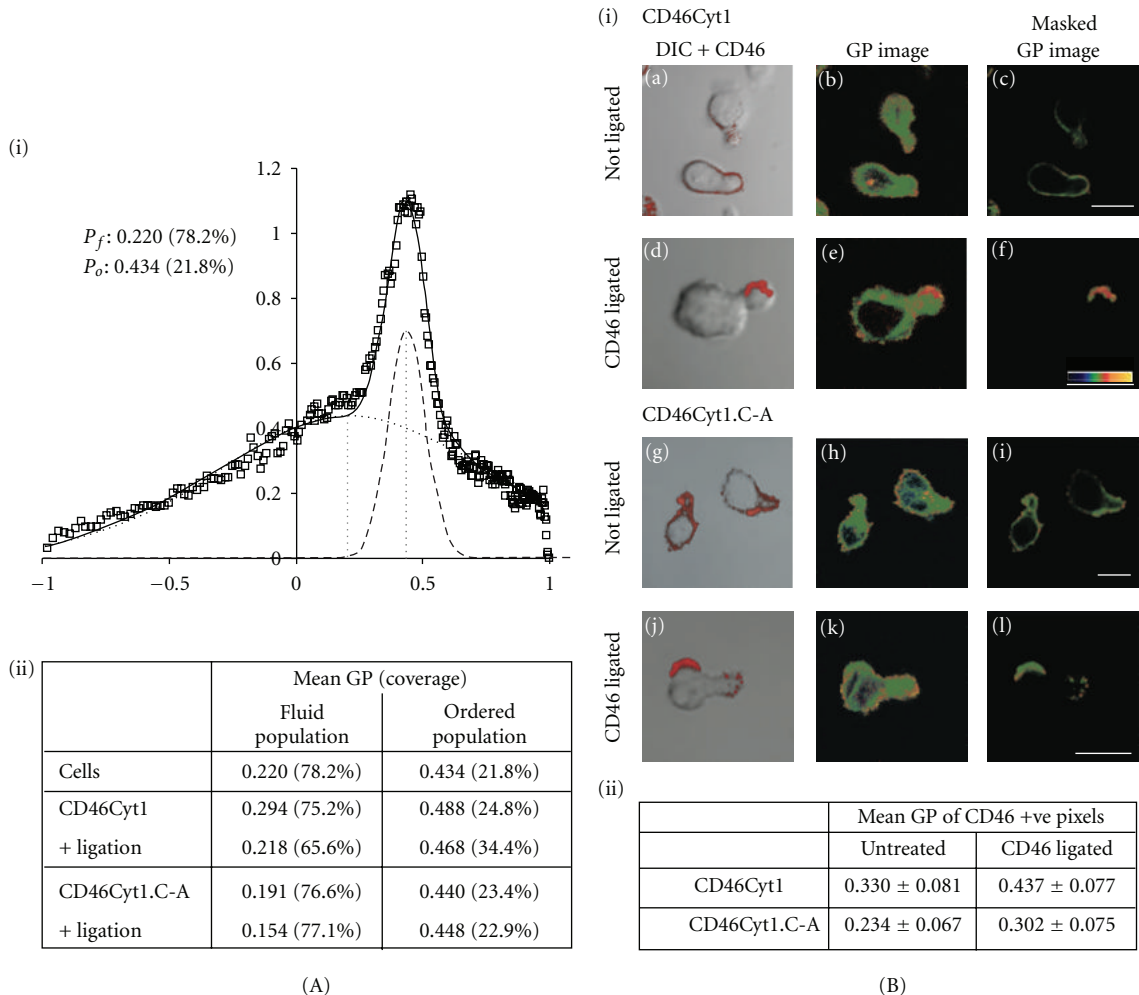 (i)
P_f: 0.220 (78.2%)
P_o: 0.434 (21.8%)
1.2
1
0.8
0.6
0.4
0.2
0
−1
−0.5
0
0.5
1
(ii)
Mean GP (coverage)
Fluid population
Ordered population
Cells
0.220 (78.2%)
0.434 (21.8%)
CD46Cyt1
0.294 (75.2%)
0.488 (24.8%)
+ ligation
0.218 (65.6%)
0.468 (34.4%)
CD46Cyt1.C-A
0.191 (76.6%)
0.440 (23.4%)
+ ligation
0.154 (77.1%)
0.448 (22.9%)
(A)
(i)
CD46Cyt1
DIC + CD46
GP image
Masked
GP image
Not ligated
(a)
(b)
(c)
CD46 ligated
(d)
(e)
(f)
CD46Cyt1.C-A
Not ligated
(g)
(h)
(i)
CD46 ligated
(j)
(k)
(l)
(ii)
Mean GP of CD46 +ve pixels
Untreated
CD46 ligated
CD46Cyt1
0.330 ± 0.081
0.437 ± 0.077
CD46Cyt1.C-A
0.234 ± 0.067
0.302 ± 0.075
(B)